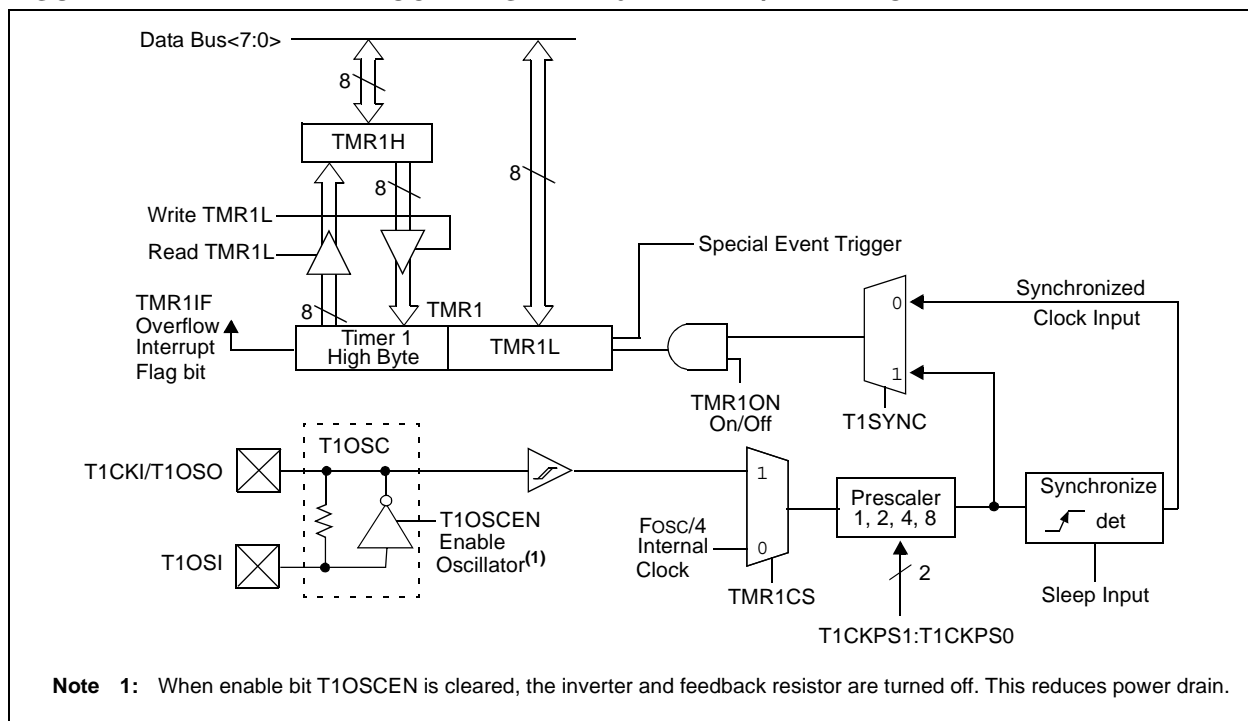 Data Bus<7:0>
8
TMR1H
8
8
Write TMR1L
Read TMR1L
Special Event Trigger
TMR1IF
Overflow
Interrupt
Flag bit
8
TMR1
Timer 1
High Byte
TMR1L
0
1
Synchronized
Clock Input
TMR1ON
On/Off
T1SYNC
T1OSC
T1CKI/T1OSO
T1OSI
T1OSCEN
Enable
Oscillator(1)
FOSC/4
Internal
Clock
1
0
TMR1CS
Prescaler
1, 2, 4, 8
2
T1CKPS1:T1CKPS0
Synchronize
det
Sleep Input
Note 1: When enable bit T1OSCEN is cleared, the inverter and feedback resistor are turned off. This reduces power drain.